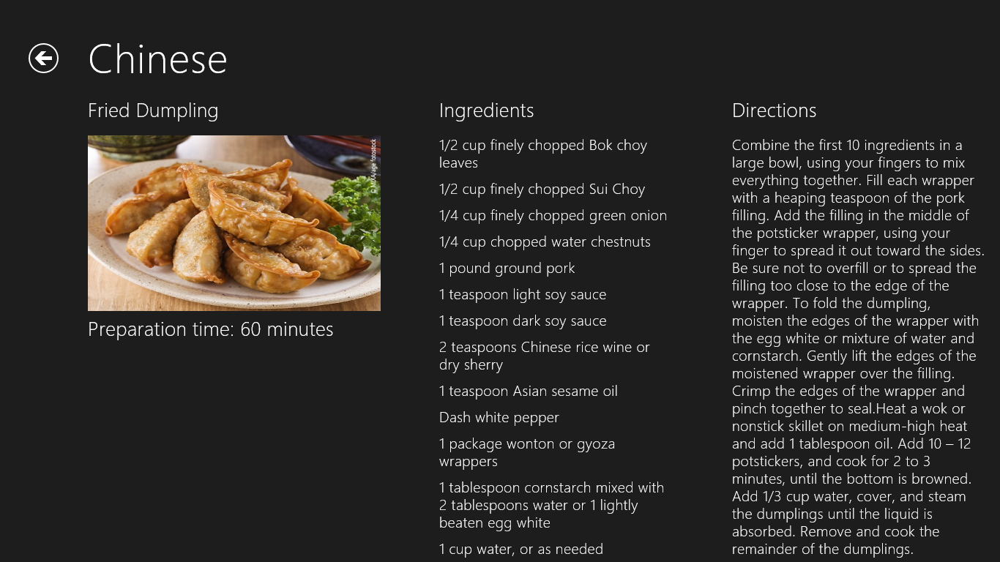 Chinese
Fried Dumpling
© MIXA/age fotostock
Preparation time: 60 minutes
Ingredients
1/2 cup finely chopped Bok choy
leaves
1/2 cup finely chopped Sui Choy
1/4 cup finely chopped green onion
1/4 cup chopped water chestnuts
1 pound ground pork
1 teaspoon light soy sauce
1 teaspoon dark soy sauce
2 teaspoons Chinese rice wine or
dry sherry
1 teaspoon Asian sesame oil
Dash white pepper
1 package wonton or gyoza
wrappers
1 tablespoon cornstarch mixed with
2 tablespoons water or 1 lightly
beaten egg white
1 cup water, or as needed
Directions
Combine the first 10 ingredients in a
large bowl, using your fingers to mix
everything together. Fill each wrapper
with a heaping teaspoon of the pork
filling. Add the filling in the middle of
the potsticker wrapper, using your
finger to spread it out toward the sides.
Be sure not to overfill or to spread the
filling too close to the edge of the
wrapper. To fold the dumpling,
moisten the edges of the wrapper with
the egg white or mixture of water and
cornstarch. Gently lift the edges of the
moistened wrapper over the filling.
Crimp the edges of the wrapper and
pinch together to seal.Heat a wok or
nonstick skillet on medium-high heat
and add 1 tablespoon oil. Add 10 – 12
potstickers, and cook for 2 to 3
minutes, until the bottom is browned.
Add 1/3 cup water, cover, and steam
the dumplings until the liquid is
absorbed. Remove and cook the
remainder of the dumplings.